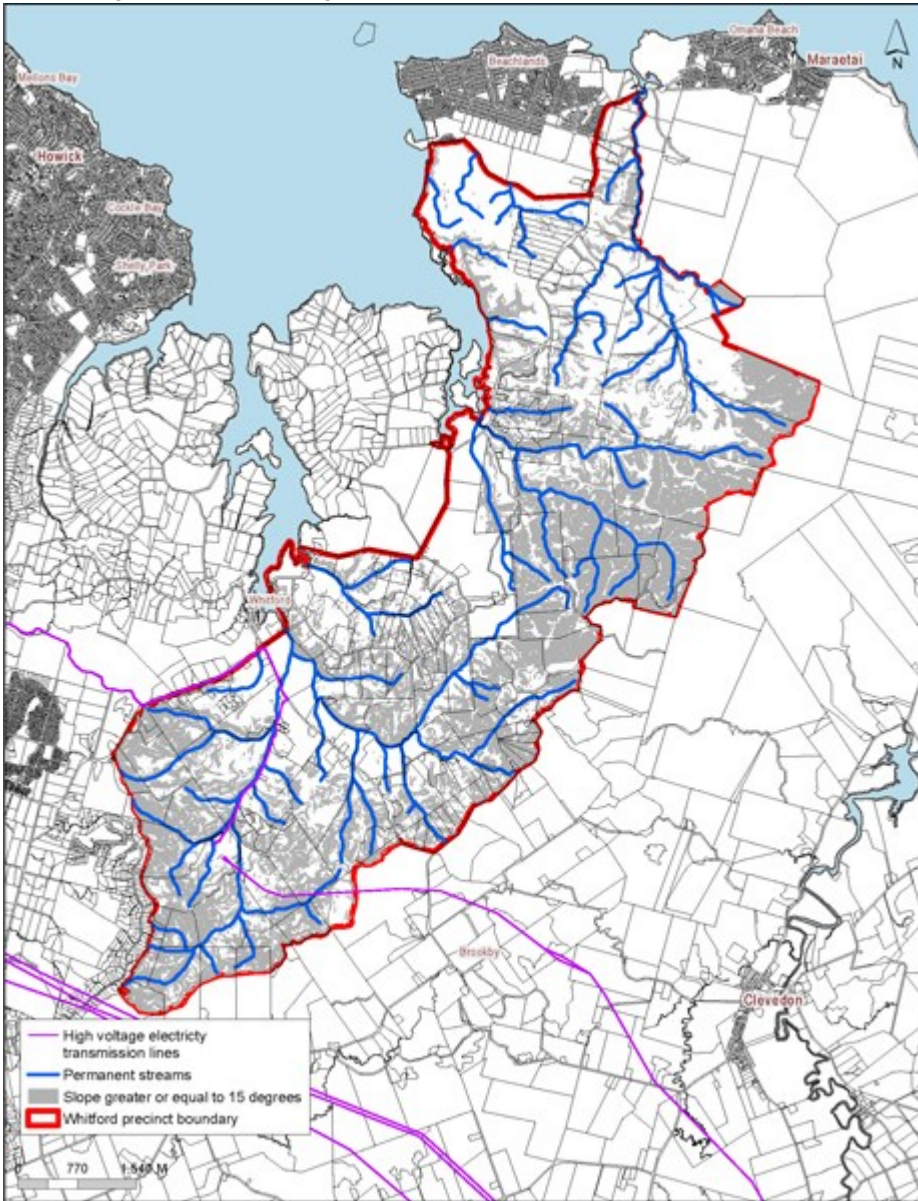 Omana Beach
Maraetai
Beachlands
N
Mellons Bay
Howick
Cockle Bay
Shelly Park
Whitford
Brookby
Clevedon
High voltage electricty
transmission lines
Permanent streams
Slope greater or equal to 15 degrees
Whitford precinct boundary
0 770 1,540 M